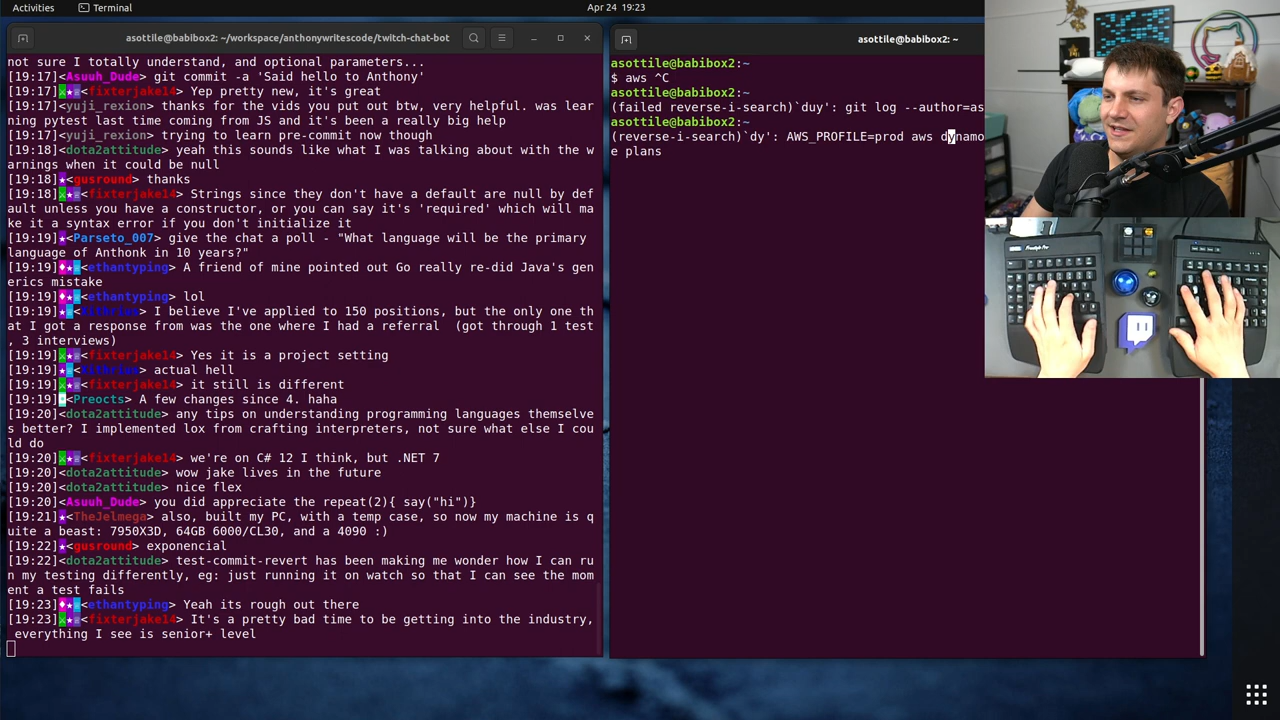 Activities
Terminal
Apr 24 19:23
asottile@babibox2: ~/workspace/anthonywritescode/twitch-chat-bot
not sure I totally understand, and optional parameters...
[19:17]<Asuuh_Dude> git commit -a 'Said hello to Anthony'
[19:17]<fixterjake14> Yep pretty new, it's great
[19:17]<yuji_rexion> thanks for the vids you put out btw, very helpful. was lear
ning pytest last time coming from JS and it's been a really big help
[19:17]<yuji_rexion> trying to learn pre-commit now though
[19:18]<dota2attitude> yeah this sounds like what I was talking about with the w
arnings when it could be null
[19:18]★<gusround> thanks
[19:18]<fixterjake14> Strings since they don't have a default are null by def
ault unless you have a constructor, or you can say it's 'required' which will ma
ke it a syntax error if you don't initialize it
[19:19]★<Parseto_007> give the chat a poll - "What language will be the primary
language of Anthonk in 10 years?"
[19:19]<ethantyping> A friend of mine pointed out Go really re-did Java's gen
erics mistake
[19:19]<ethantyping> lol
[19:19]I believe I've applied to 150 positions, but the only one th
at I got a response from was the one where I had a referral  (got through 1 test
, 3 interviews)
[19:19]<fixterjake14> Yes it is a project setting
[19:19]actual hell
[19:19]<fixterjake14> it still is different
[19:19]<Preocts> A few changes since 4. haha
[19:20]<dota2attitude> any tips on understanding programming languages themselve
s better? I implemented lox from crafting interpreters, not sure what else I cou
ld do
[19:20]<fixterjake14> we're on C# 12 I think, but .NET 7
[19:20]<dota2attitude> wow jake lives in the future
[19:20]<dota2attitude> nice flex
[19:20]<Asuuh_Dude> you did appreciate the repeat(2){ say("hi")}
[19:21]★<TheJelmega> also, built my PC, with a temp case, so now my machine is q
uite a beast: 7950X3D, 64GB 6000/CL30, and a 4090 :)
[19:22]★<gusround> exponencial
[19:22]<dota2attitude> test-commit-revert has been making me wonder how I can ru
n my testing differently, eg: just running it on watch so that I can see the mom
ent a test fails
[19:23]<ethantyping> Yeah its rough out there
[19:23]<fixterjake14> It's a pretty bad time to be getting into the industry,
everything I see is senior+ level
asottile@babibox2: ~
asottile@babibox2:~
$ aws ^C
asottile@babibox2:~
(failed reverse-i-search)`duy': git log --author=as
asottile@babibox2:~
(reverse-i-search)`dy': AWS_PROFILE=prod aws dynamo
e plans